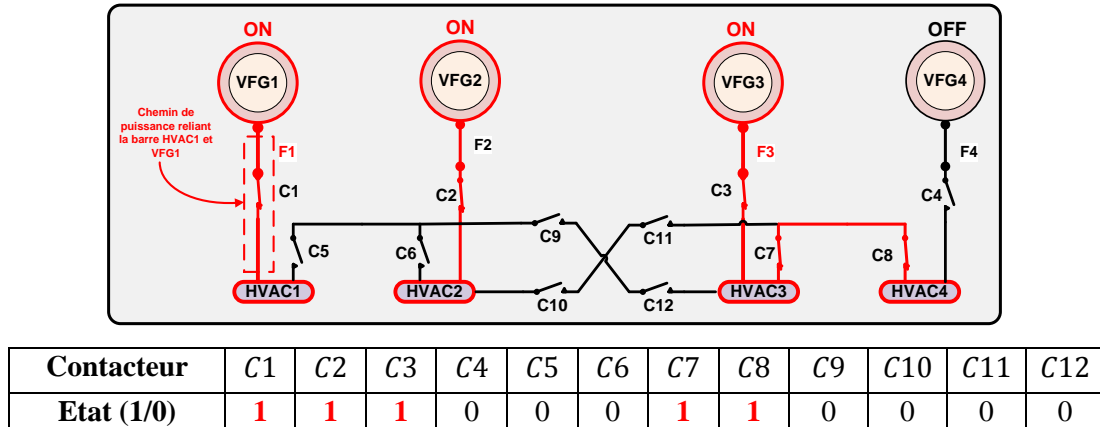 ON ON ON OFF
VFG1 VFG2 VFG3 VFG4
Chemin de
puissance reliant
la barre HVAC1 et
VFG1
F1 F2 F3 F4
C1 C2 C3 C4
C5 C6 C9 C11 C7 C8
HVAC1 HVAC2 C10 C12 HVAC3 HVAC4
Contacteur C1 C2 C3 C4 C5 C6 C7 C8 C9 C10 C11 C12
Etat (1/0) 1 1 1 0 0 0 1 1 0 0 0 0